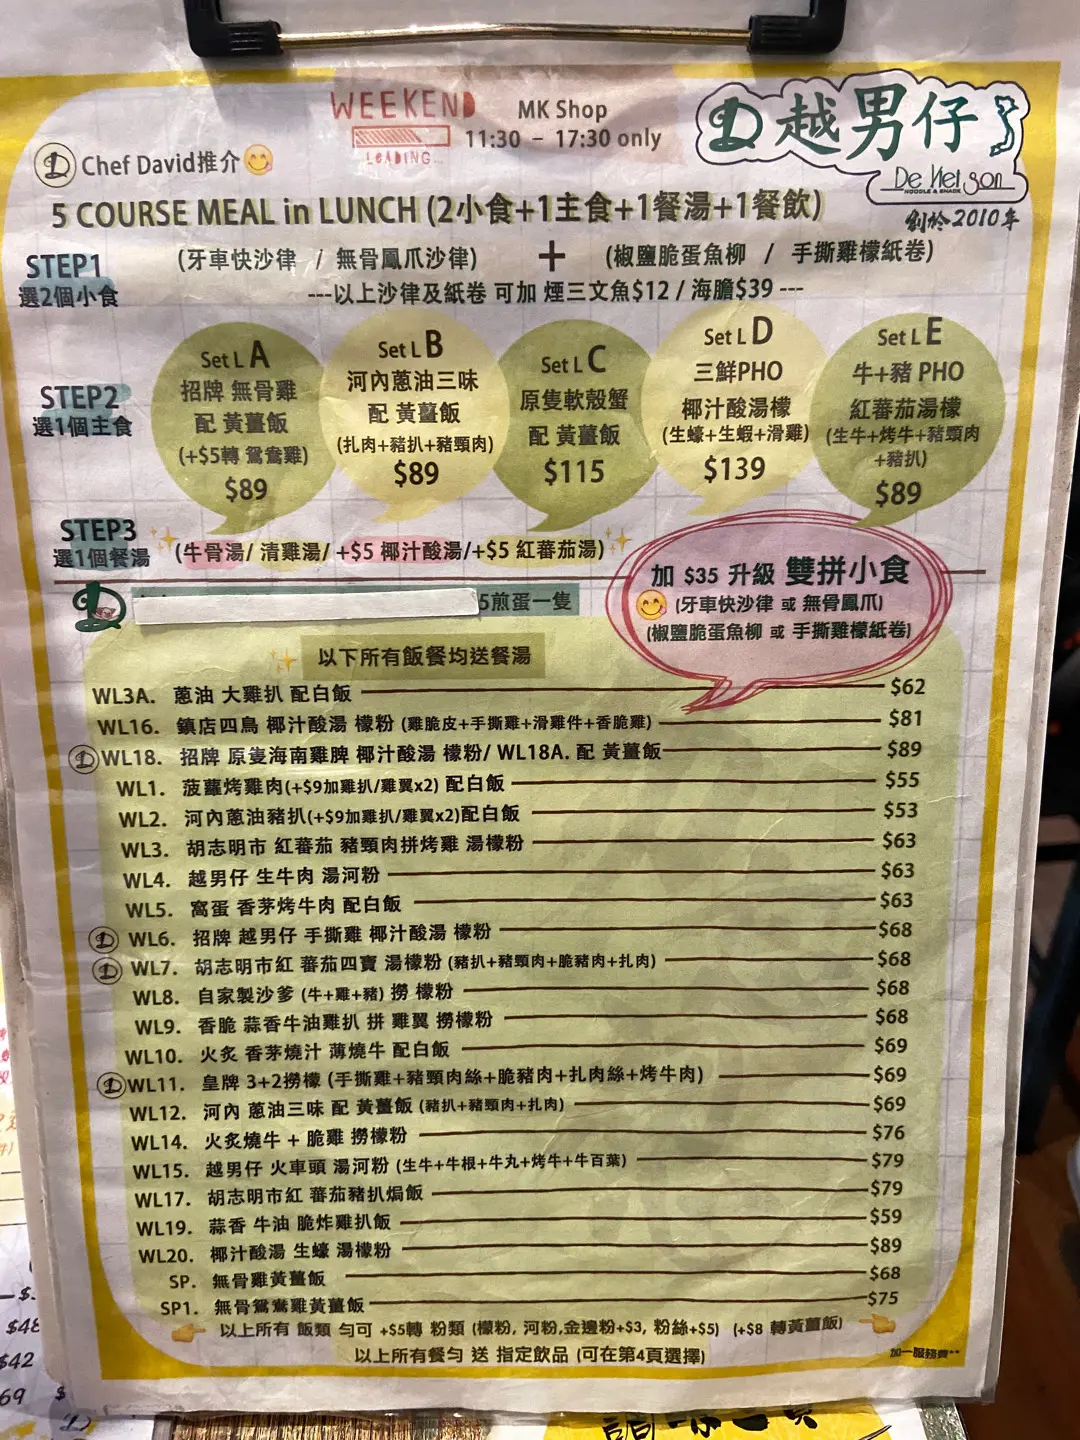 WEEKEND
LOADING...
MK Shop
11:30 - 17:30 only
D 越男仔
De Nei Son
NOODLE & SNACK
創於2010年
D Chef David推介
5 COURSE MEAL in LUNCH (2小食+1主食+1餐湯+1餐飲)
STEP1
選2個小食
(牙車快沙律 / 無骨鳳爪沙律) + (椒鹽脆蛋魚柳 / 手撕雞檬紙卷)
---以上沙律及紙卷 可加 煙三文魚$12 / 海膽$39 ---
STEP2
選1個主食
Set L A
招牌 無骨雞
配 黃薑飯
(+$5轉 鴛鴦雞)
$89
Set L B
河內蔥油三味
配 黃薑飯
(扎肉+豬扒+豬頸肉)
$89
Set L C
原隻軟殼蟹
配 黃薑飯
$115
Set L D
三鮮PHO
椰汁酸湯檬
(生蠔+生蝦+滑雞)
$139
Set L E
牛+豬 PHO
紅蕃茄湯檬
(生牛+烤牛+豬頸肉
+豬扒)
$89
STEP3
選1個餐湯
(牛骨湯/ 清雞湯/ +$5 椰汁酸湯/+$5 紅蕃茄湯)
加 $35 升級 雙拼小食
(牙車快沙律 或 無骨鳳爪)
(椒鹽脆蛋魚柳 或 手撕雞檬紙卷)
D
5煎蛋一隻
以下所有飯餐均送餐湯
WL3A. 蔥油 大雞扒 配白飯 $62
WL16. 鎮店四鳥 椰汁酸湯 檬粉 (雞脆皮+手撕雞+滑雞件+香脆雞) $81
D WL18. 招牌 原隻海南雞脾 椰汁酸湯 檬粉/ WL18A. 配 黃薑飯 $89
WL1. 菠蘿烤雞肉(+$9加雞扒/雞翼x2) 配白飯 $55
WL2. 河內蔥油豬扒(+$9加雞扒/雞翼x2)配白飯 $53
WL3. 胡志明市 紅蕃茄 豬頸肉拼烤雞 湯檬粉 $63
WL4. 越男仔 生牛肉 湯河粉 $63
WL5. 窩蛋 香茅烤牛肉 配白飯 $63
D WL6. 招牌 越男仔 手撕雞 椰汁酸湯 檬粉 $68
D WL7. 胡志明市紅 蕃茄四寶 湯檬粉 (豬扒+豬頸肉+脆豬肉+扎肉) $68
WL8. 自家製沙爹 (牛+雞+豬) 撈 檬粉 $68
WL9. 香脆 蒜香牛油雞扒 拼 雞翼 撈檬粉 $68
WL10. 火炙 香茅燒汁 薄燒牛 配白飯 $69
D WL11. 皇牌 3+2撈檬 (手撕雞+豬頸肉絲+脆豬肉+扎肉絲+烤牛肉) $69
WL12. 河內 蔥油三味 配 黃薑飯 (豬扒+豬頸肉+扎肉) $69
WL14. 火炙燒牛 + 脆雞 撈檬粉 $76
WL15. 越男仔 火車頭 湯河粉 (生牛+牛根+牛丸+烤牛+牛百葉) $79
WL17. 胡志明市紅 蕃茄豬扒焗飯 $79
WL19. 蒜香 牛油 脆炸雞扒飯 $59
WL20. 椰汁酸湯 生蠔 湯檬粉 $89
SP. 無骨雞黃薑飯 $68
SP1. 無骨鴛鴦雞黃薑飯 $75
以上所有 飯類 勻可 +$5轉 粉類 (檬粉, 河粉,金邊粉+$3, 粉絲+$5) (+$8 轉黃薑飯)
以上所有餐勻 送 指定飲品 (可在第4頁選擇)
加一服務費**
$42
69
$